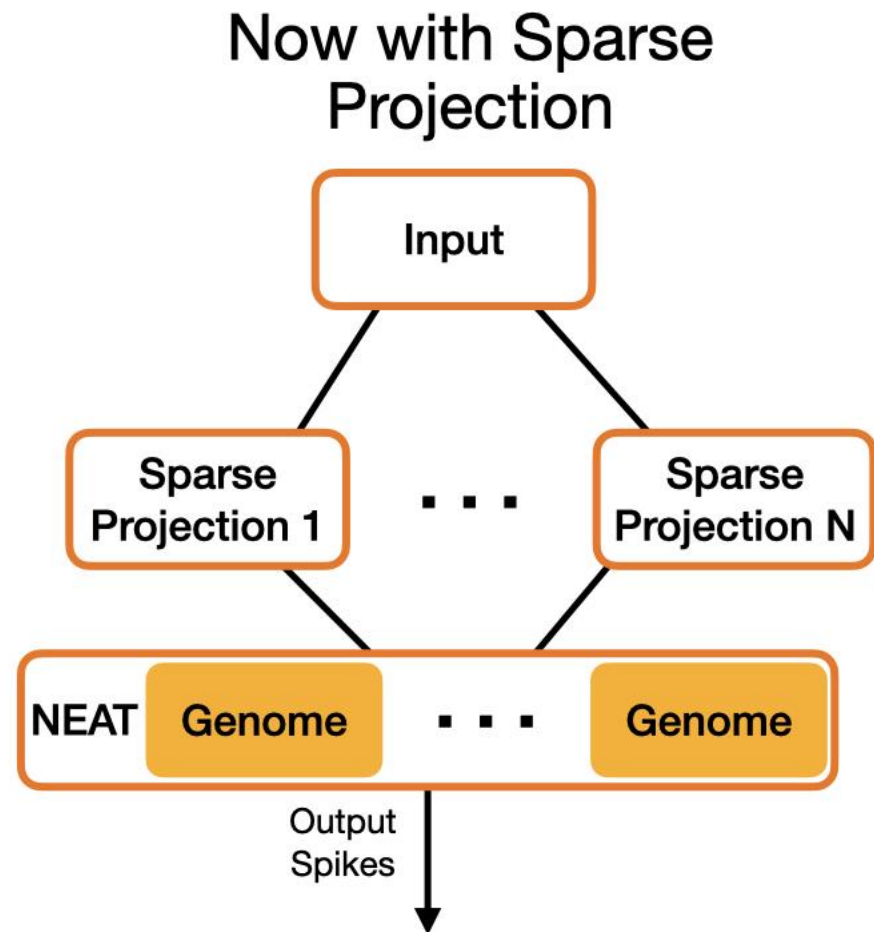 Now with Sparse
Projection
Input
Sparse
Projection 1
. . .
Sparse
Projection N
NEAT
Genome
. . .
Genome
Output
Spikes